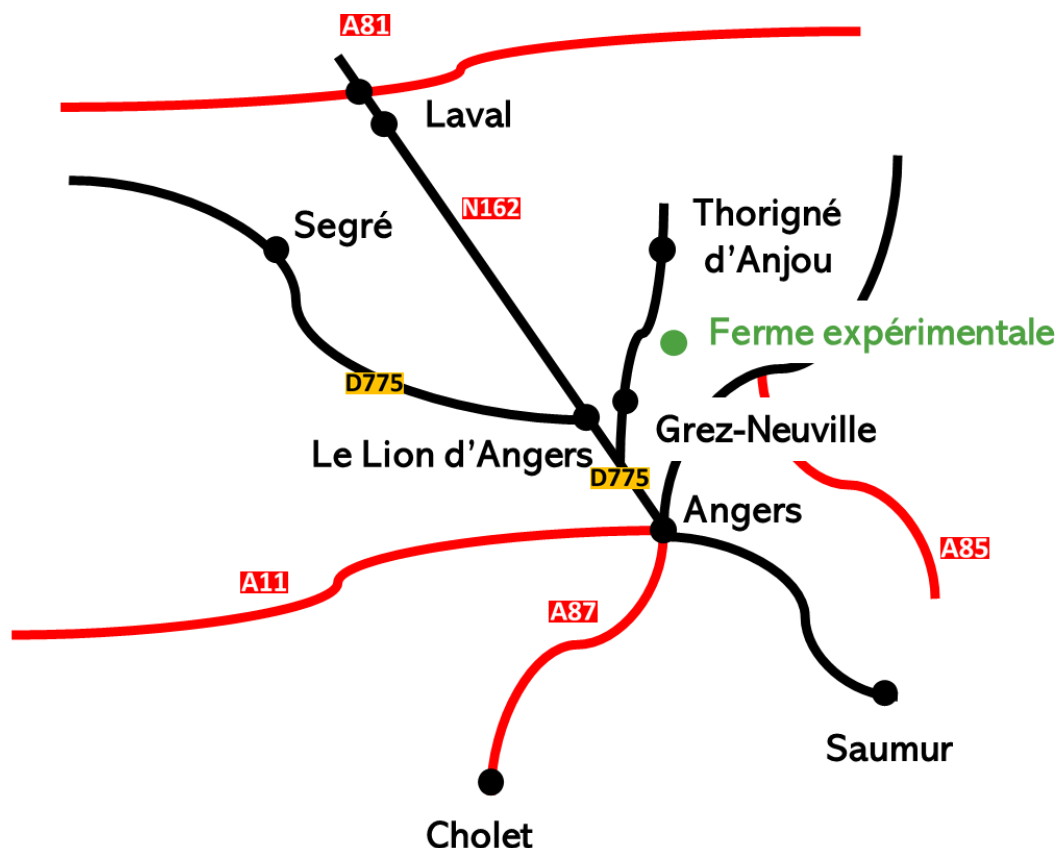 A81
Laval
N162
Segré
Thorigné
d'Anjou
Ferme expérimentale
D775
Grez-Neuville
Le Lion d'Angers
D775
Angers
A85
A11
A87
Saumur
Cholet